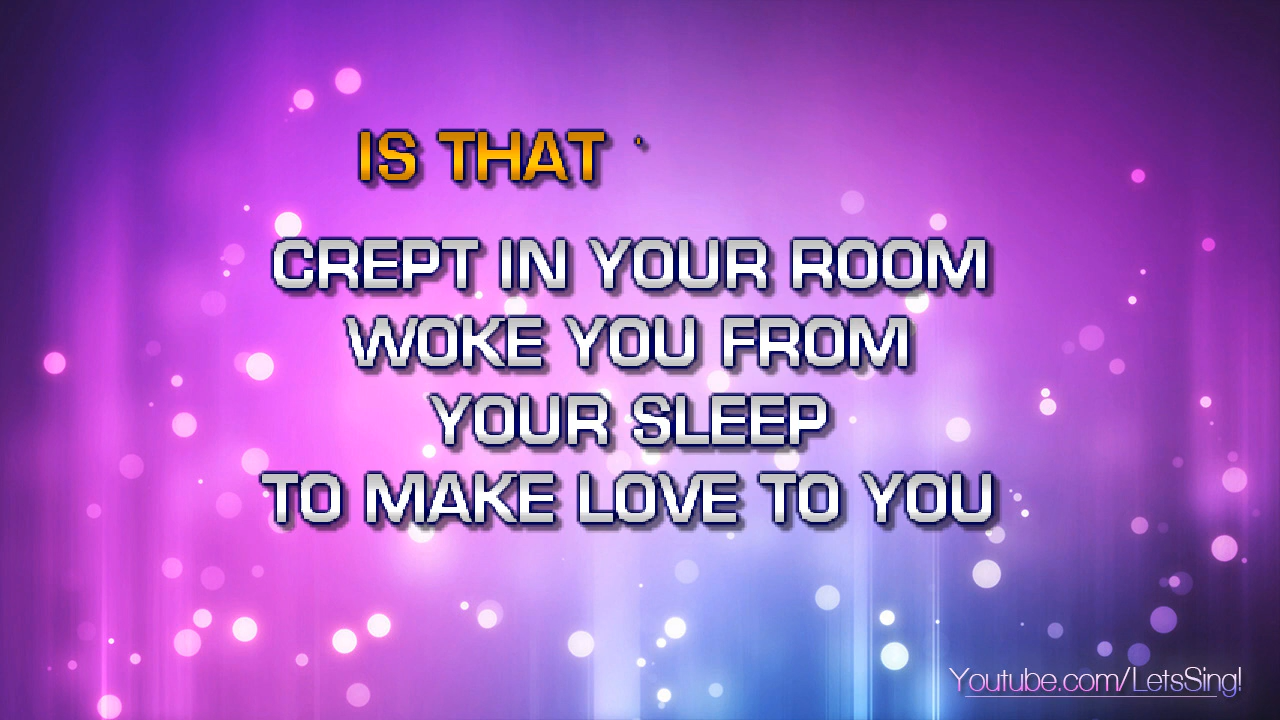 IS THAT
CREPT IN YOUR ROOM
WOKE YOU FROM
YOUR SLEEP
TO MAKE LOVE TO YOU
Youtube.com/LetsSing!